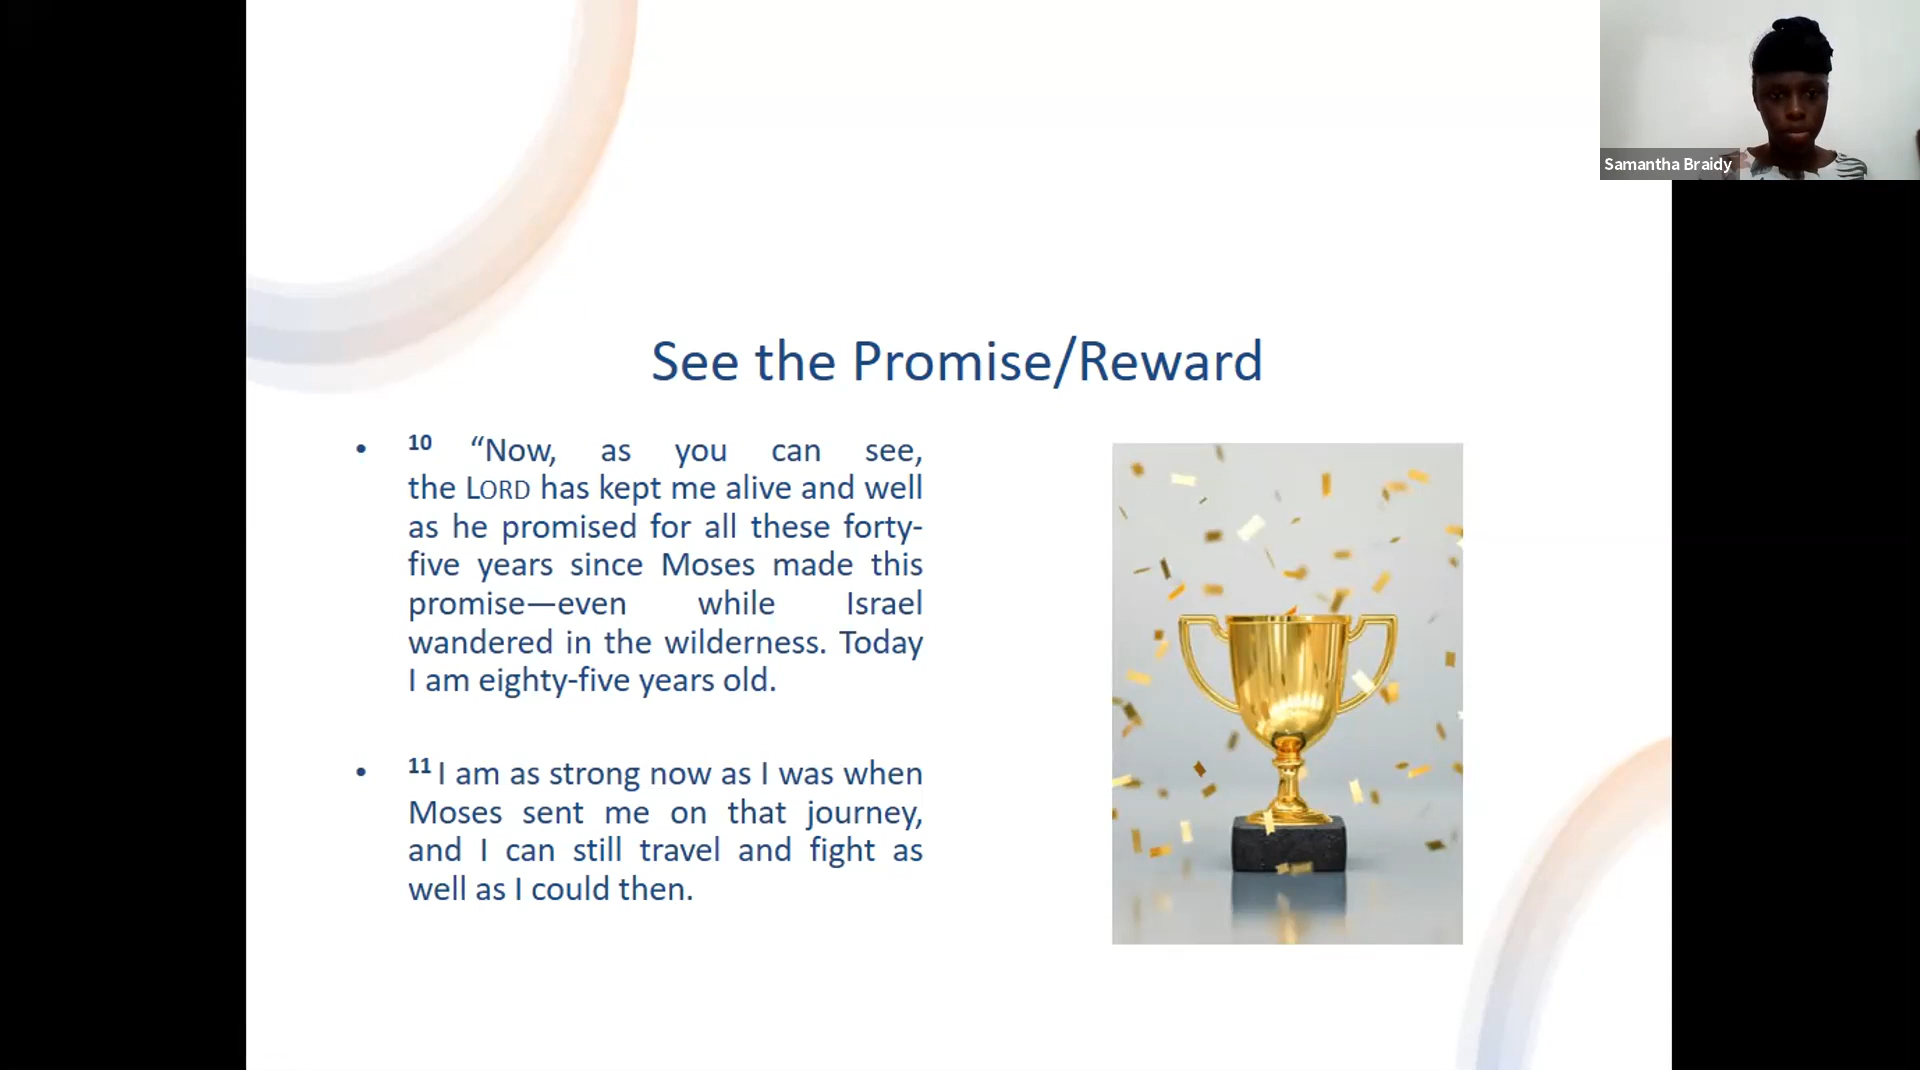 Samantha Braidy
See the Promise/Reward
• 10 “Now, as you can see,
the LORD has kept me alive and well
as he promised for all these forty-
five years since Moses made this
promise—even while Israel
wandered in the wilderness. Today
I am eighty-five years old.
• 11 I am as strong now as I was when
Moses sent me on that journey,
and I can still travel and fight as
well as I could then.